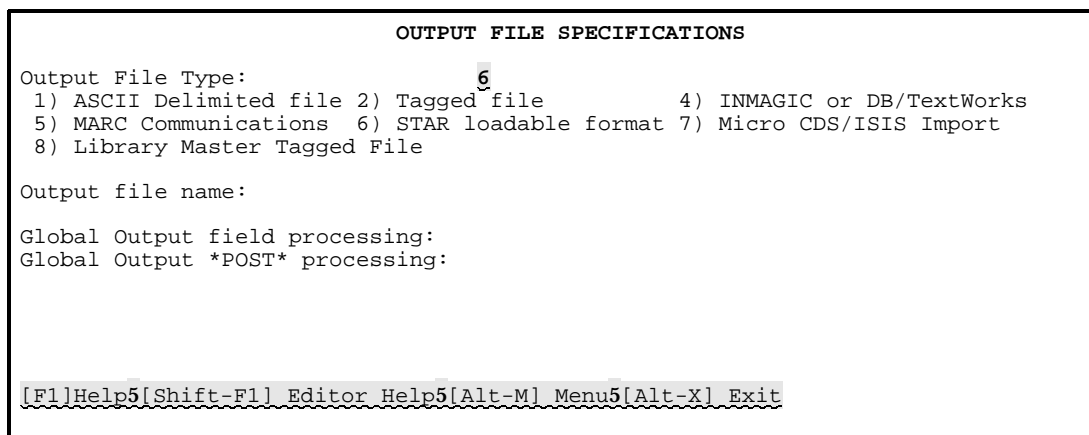 OUTPUT FILE SPECIFICATIONS
Output File Type: 6
1) ASCII Delimited file 2) Tagged file 4) INMAGIC or DB/TextWorks
5) MARC Communications 6) STAR loadable format 7) Micro CDS/ISIS Import
8) Library Master Tagged File
Output file name:
Global Output field processing:
Global Output *POST* processing:
[F1]Help5[Shift-F1] Editor Help5[Alt-M] Menu5[Alt-X] Exit